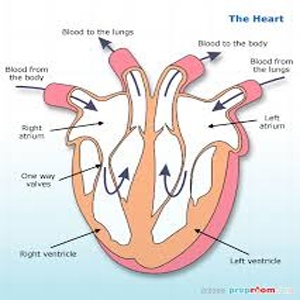 The Heart
Blood to the lungs
Blood to the body
Blood from
the body
Blood from
the lungs
Right
atrium
Left
atrium
One way
valves
Right ventricle
Left ventricle